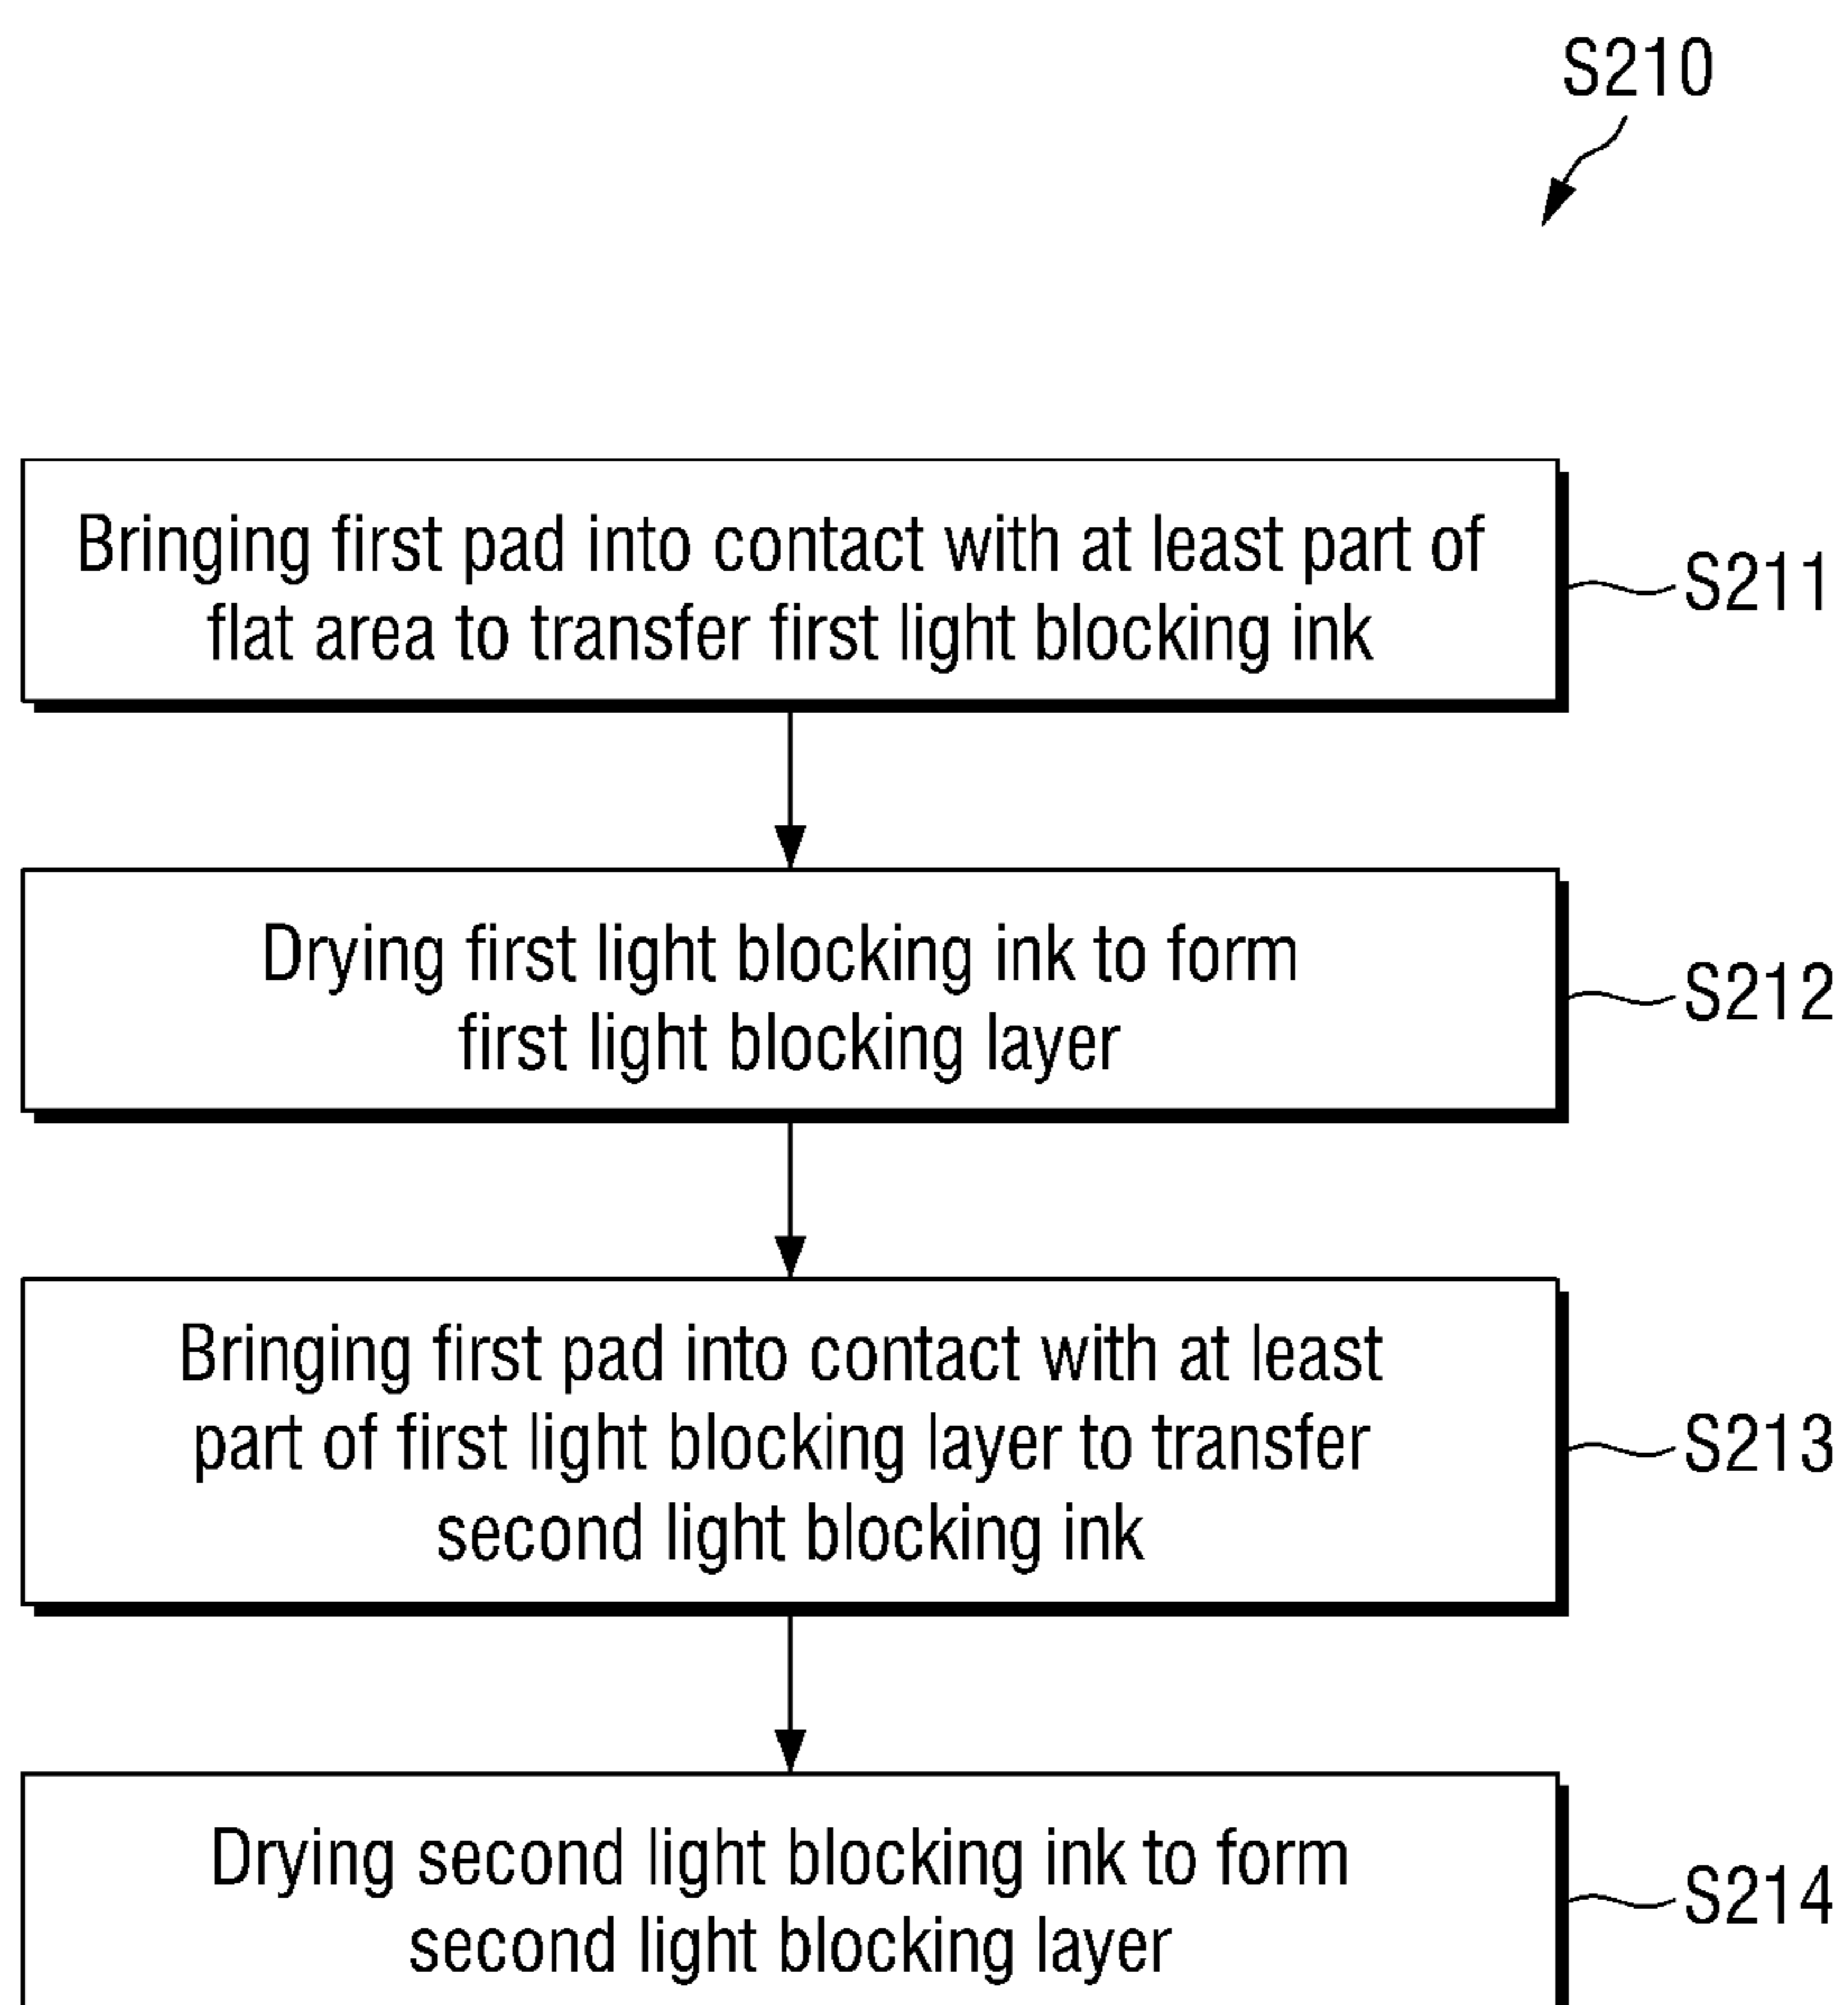 S210
Bringing first pad into contact with at least part of
flat area to transfer first light blocking ink
S211
Drying first light blocking ink to form
first light blocking layer
S212
Bringing first pad into contact with at least
part of first light blocking layer to transfer
second light blocking ink
S213
Drying second light blocking ink to form
second light blocking layer
S214